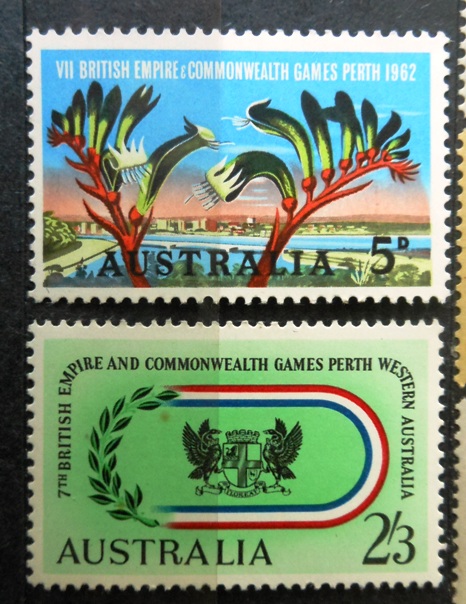 VII BRITISH EMPIRE & COMMONWEALTH GAMES PERTH 1962
AUSTRALIA 5D
7TH BRITISH EMPIRE AND COMMONWEALTH GAMES PERTH WESTERN AUSTRALIA
FLOREAT
AUSTRALIA 2/3